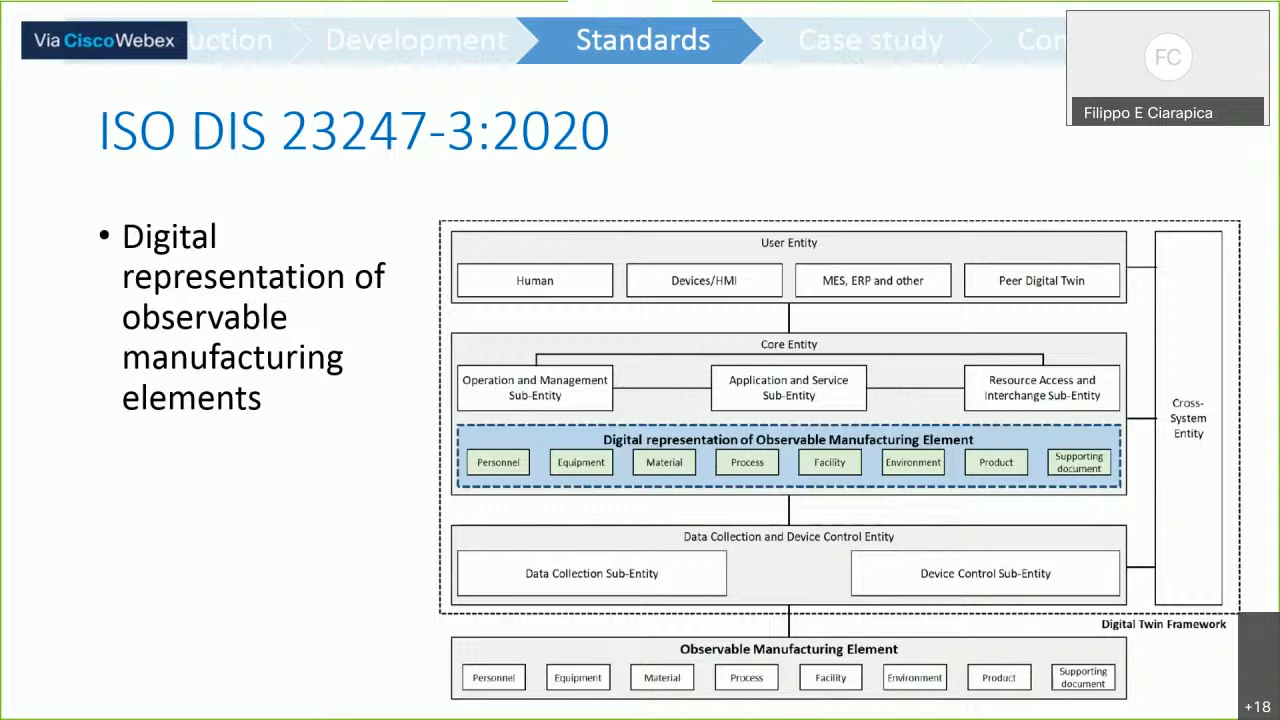 Via CiscoWebex
uction
Development
Standards
Case study
Con
FC
Filippo E Ciarapica
ISO DIS 23247-3:2020
• Digital
representation of
observable
manufacturing
elements
User Entity
Human
Devices/HMI
MES, ERP and other
Peer Digital Twin
Core Entity
Operation and Management
Sub-Entity
Application and Service
Sub-Entity
Resource Access and
Interchange Sub-Entity
Digital representation of Observable Manufacturing Element
Personnel
Equipment
Material
Process
Facility
Environment
Product
Supporting
document
Cross-
System
Entity
Data Collection and Device Control Entity
Data Collection Sub-Entity
Device Control Sub-Entity
Digital Twin Framework
Observable Manufacturing Element
Personnel
Equipment
Material
Process
Facility
Environment
Product
Supporting
document
+18